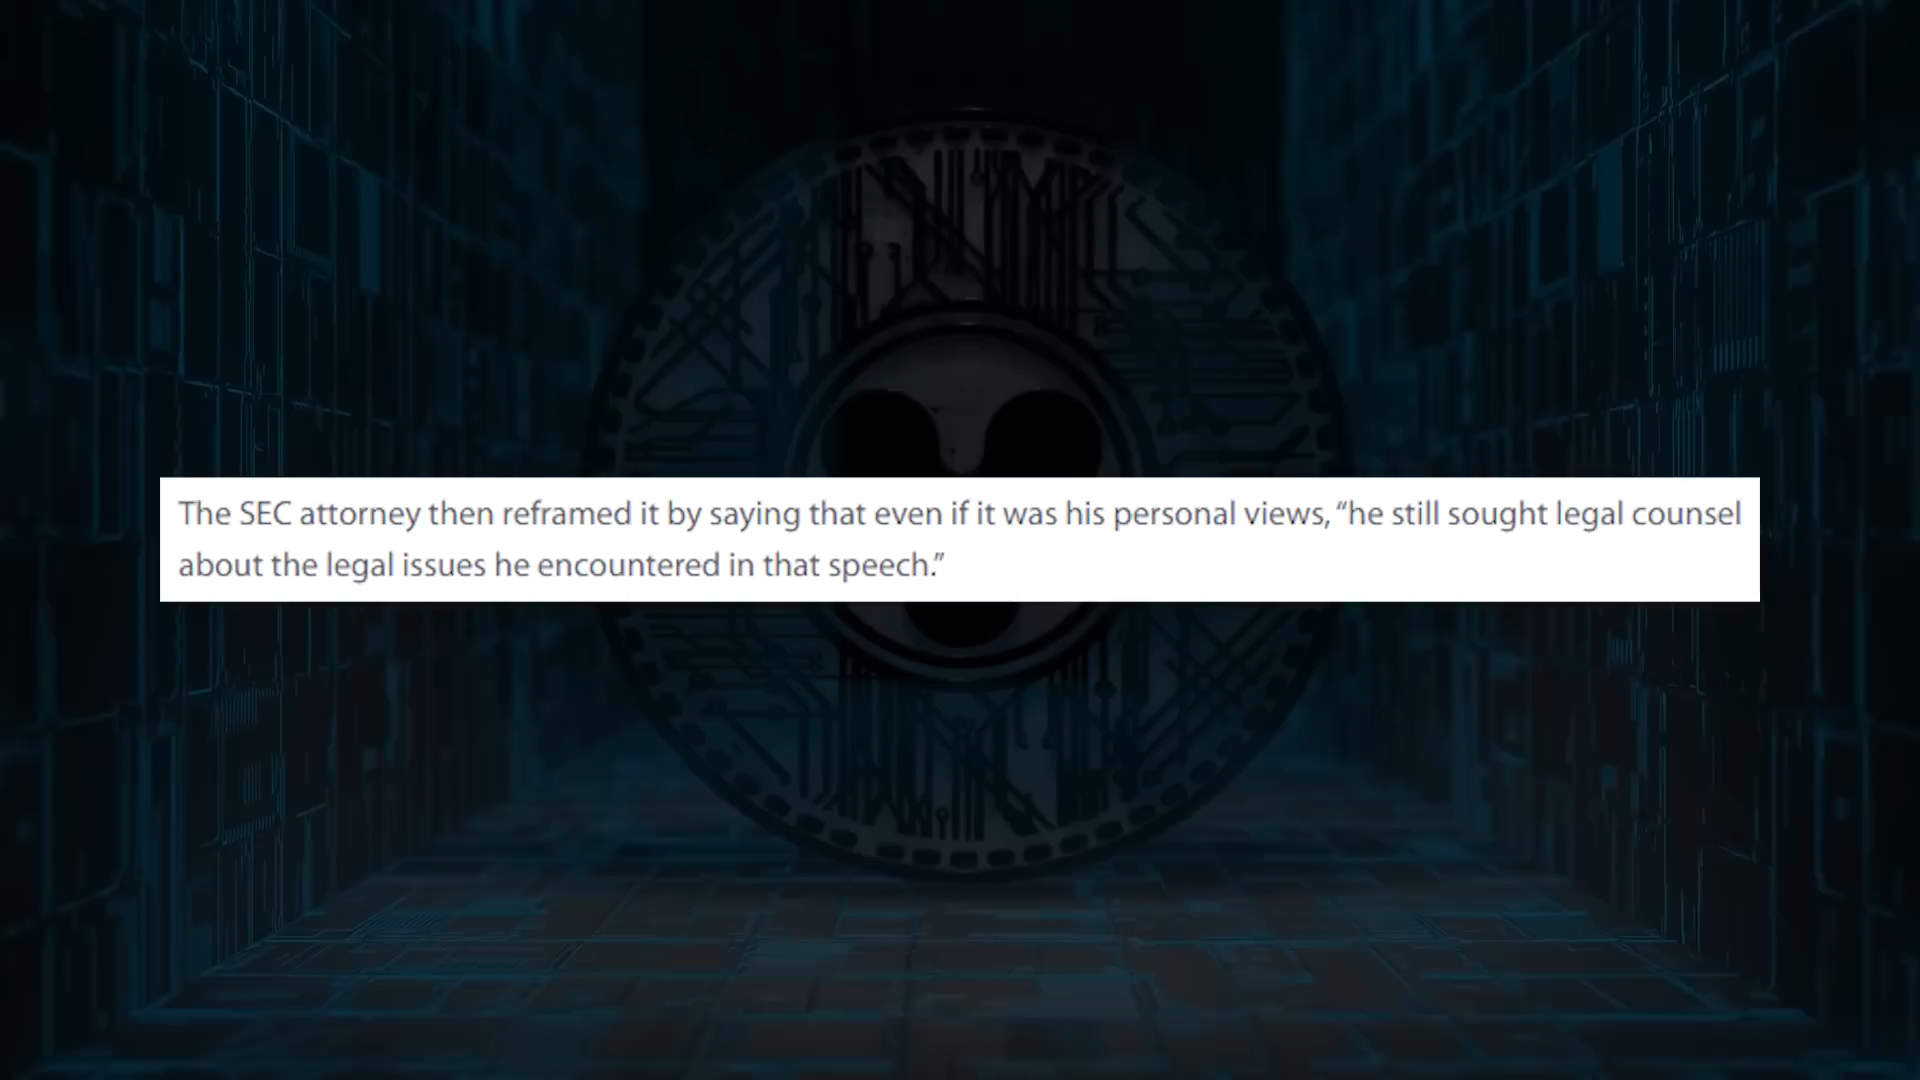 The SEC attorney then reframed it by saying that even if it was his personal views, “he still sought legal counsel
about the legal issues he encountered in that speech.”